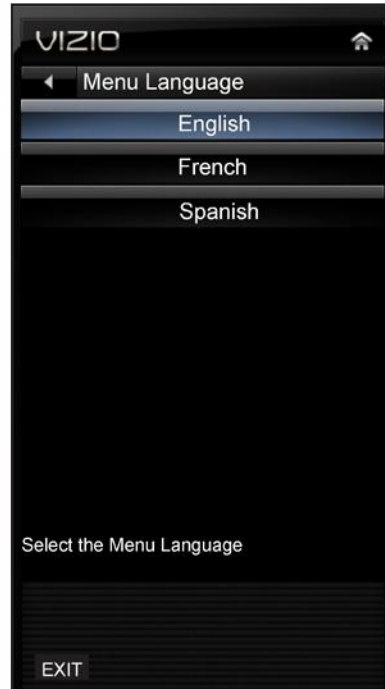 VIZIO
Menu Language
English
French
Spanish
Select the Menu Language
EXIT